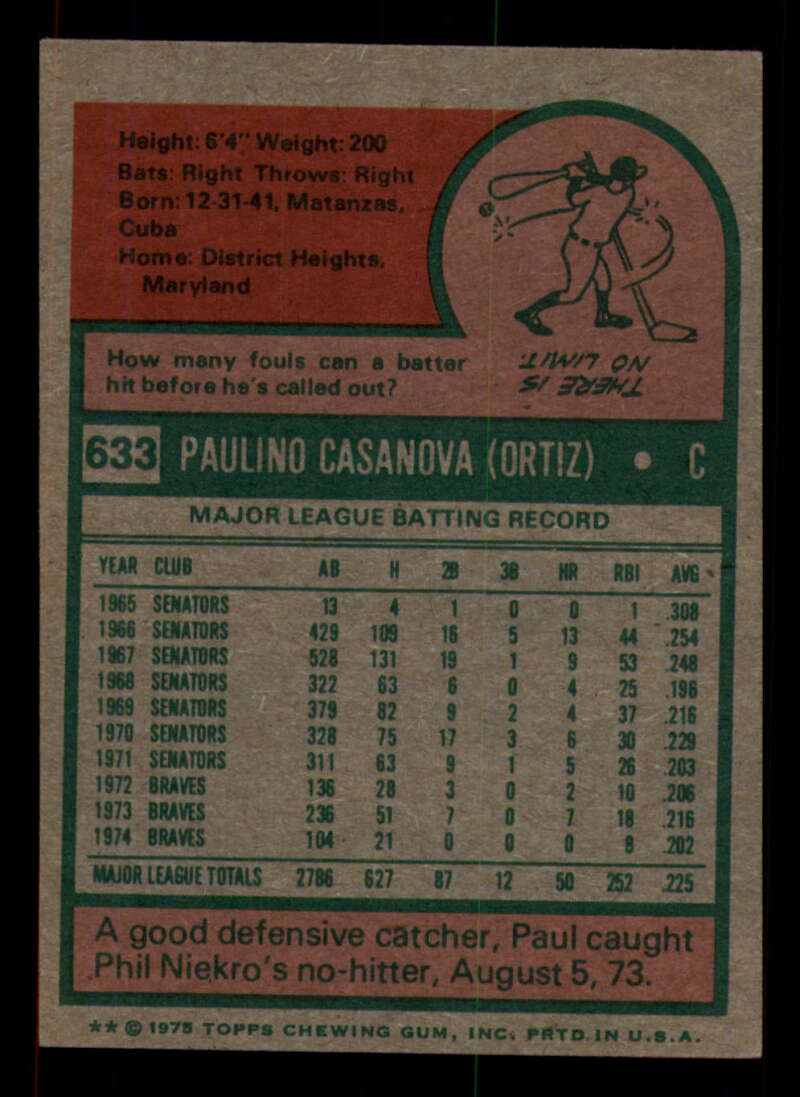 Height: 6'4" Weight: 200
Bats: Right Throws: Right
Born: 12-31-41, Matanzas,
Cuba
Home: District Heights,
Maryland
How many fouls can a batter
hit before he's called out?
THERE IS
NO LIMIT.
633 PAULINO CASANOVA (ORTIZ) • C
MAJOR LEAGUE BATTING RECORD
YEAR CLUB AB H 2B 3B HR RBI AVG
1965 SENATORS 13 4 1 0 0 1 .308
1966 SENATORS 429 109 16 5 13 44 .254
1967 SENATORS 528 131 19 1 9 53 .248
1968 SENATORS 322 63 6 0 4 25 .196
1969 SENATORS 379 82 9 2 4 37 .216
1970 SENATORS 328 75 17 3 6 30 .229
1971 SENATORS 311 63 9 1 5 26 .203
1972 BRAVES 136 28 3 0 2 10 .206
1973 BRAVES 236 51 7 0 7 18 .216
1974 BRAVES 104 21 0 0 0 8 .202
MAJOR LEAGUE TOTALS 2786 627 87 12 50 252 .225
A good defensive catcher, Paul caught
Phil Niekro's no-hitter, August 5, 73.
** © 1975 TOPPS CHEWING GUM, INC. PRTD. IN U.S.A.